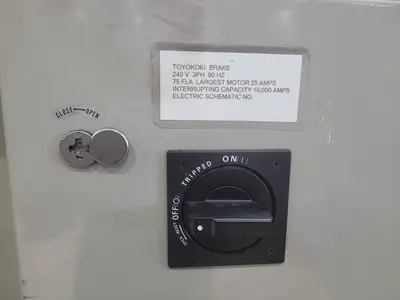 TOYOKOKI BRAKE
240 V 3PH 60 HZ
75 FLA LARGEST MOTOR 25 AMPS
INTERRUPTING CAPACITY 10,000 AMPS
ELECTRIC SCHEMATIC NO.
CLOSE OPEN
ON(I)
TRIPPED
OFF(O)